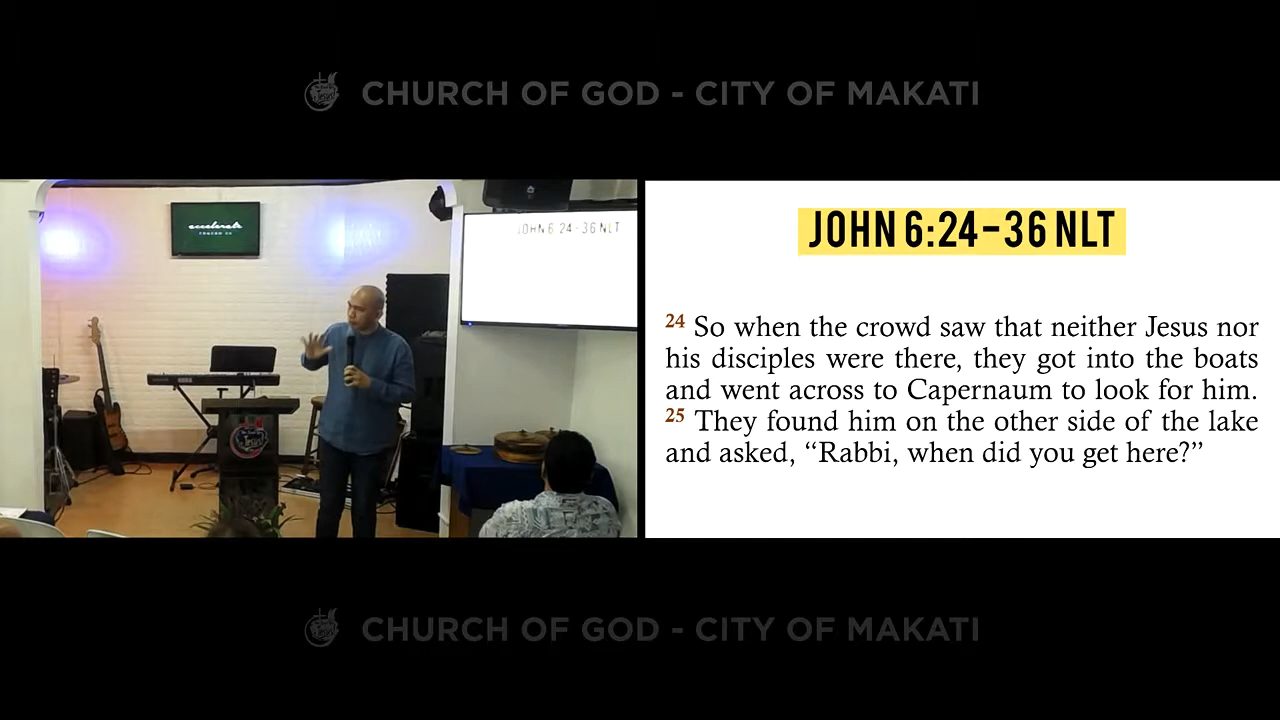 CHURCH OF GOD - CITY OF MAKATI
accelerate
JOHN 6:24-36 NLT
JOHN 6:24-36 NLT
24 So when the crowd saw that neither Jesus nor
his disciples were there, they got into the boats
and went across to Capernaum to look for him.
25 They found him on the other side of the lake
and asked, “Rabbi, when did you get here?”
CHURCH OF GOD - CITY OF MAKATI